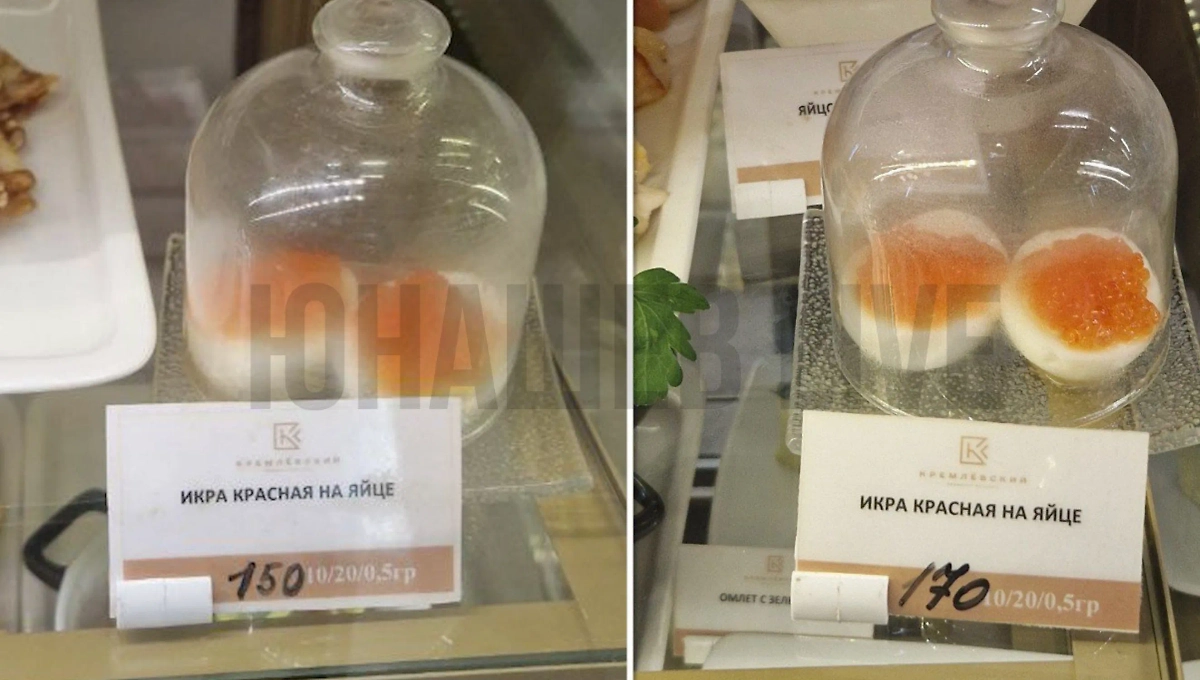 КРЕМЛЁВСКИЙ
ИКРА КРАСНАЯ НА ЯЙЦЕ
150 10/20/0,5гр
ЯЙЦО
КРЕМЛЁВСКИЙ
ИКРА КРАСНАЯ НА ЯЙЦЕ
170 10/20/0,5гр
ОМЛЕТ С ЗЕЛ
ЮНАШЕВ LIVE